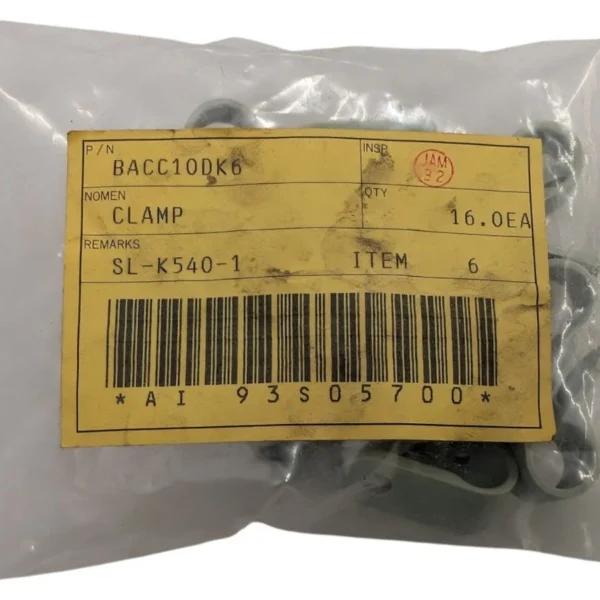 P/N BACC10DK6 INSP JAM 32
NOMEN CLAMP QTY 16.0EA
REMARKS SL-K540-1 ITEM 6
*AI 93S05700*